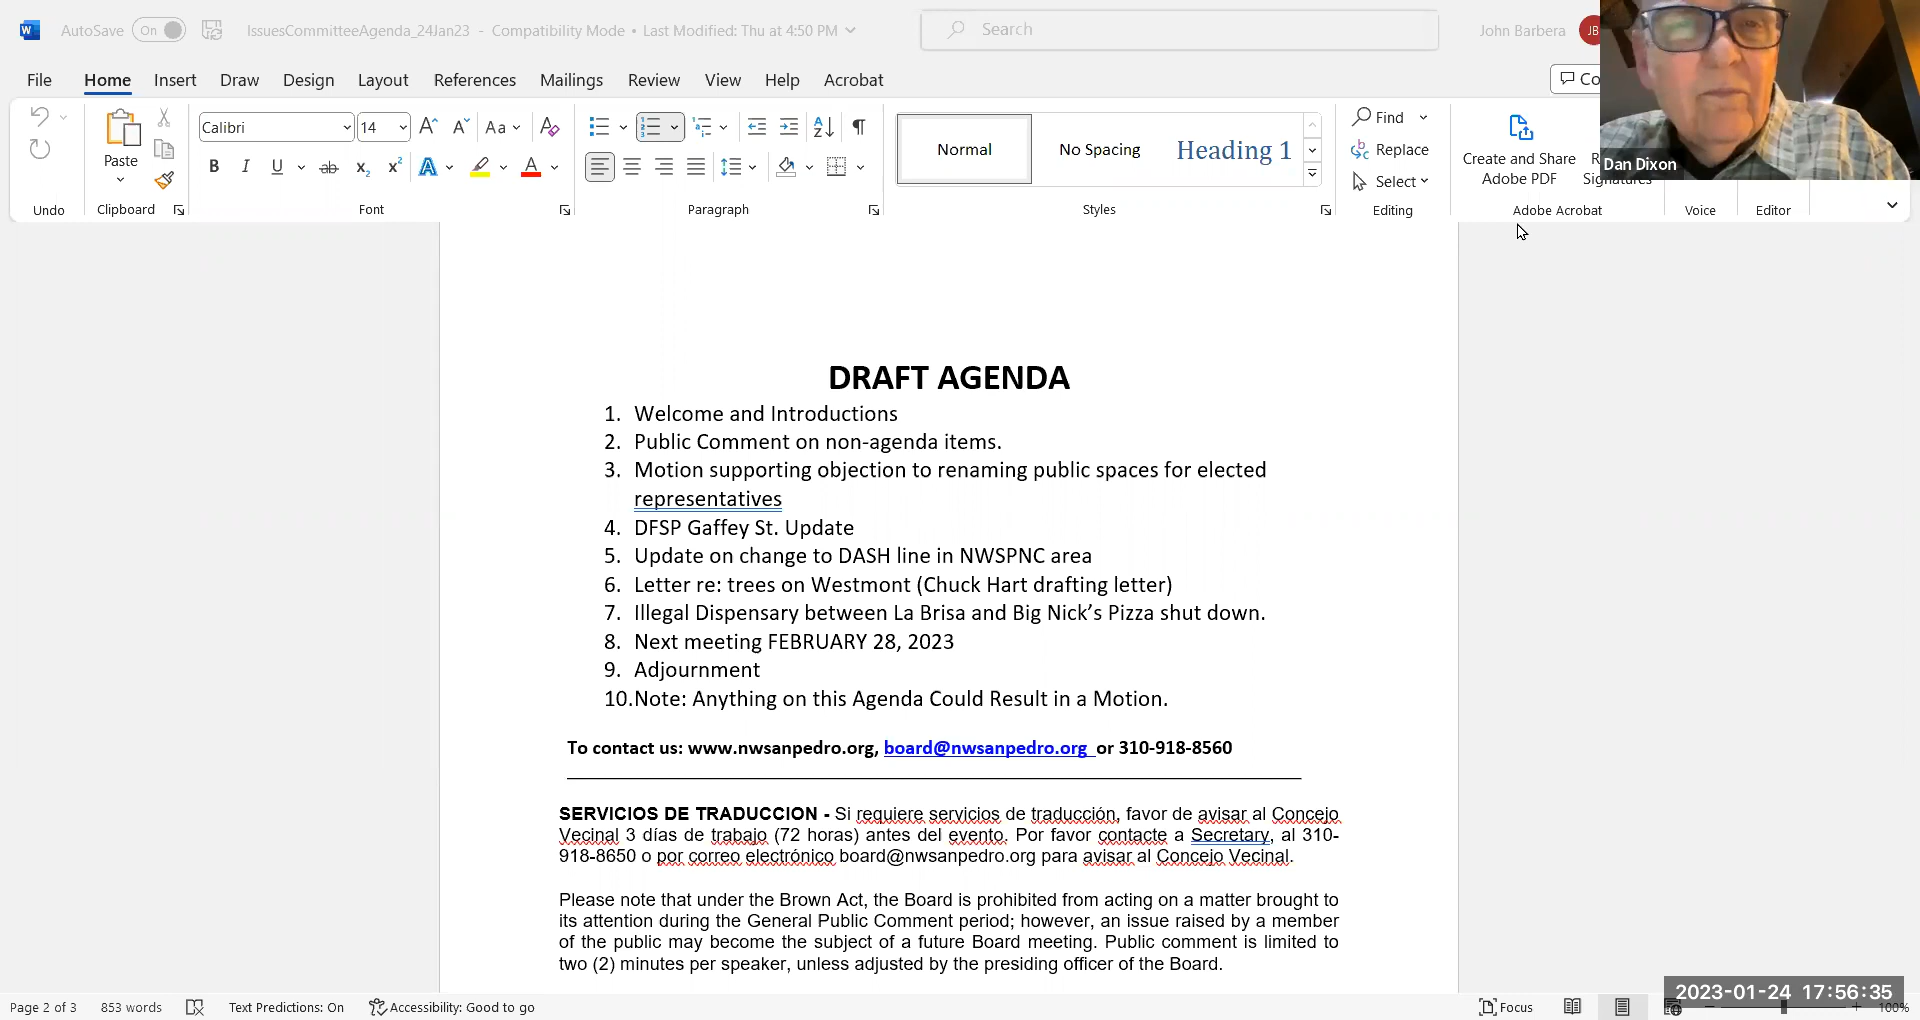 AutoSave On IssuesCommitteeAgenda_24Jan23 - Compatibility Mode • Last Modified: Thu at 4:50 PM Search John Barbera JB
File Home Insert Draw Design Layout References Mailings Review View Help Acrobat Co
Calibri 14 Aa Normal No Spacing Heading 1 Find
Replace
Select
Paste
Create and Share
Adobe PDF
Signatures
Dan Dixon
Undo Clipboard Font Paragraph Styles Editing Adobe Acrobat Voice Editor
DRAFT AGENDA
1. Welcome and Introductions
2. Public Comment on non-agenda items.
3. Motion supporting objection to renaming public spaces for elected
representatives
4. DFSP Gaffey St. Update
5. Update on change to DASH line in NWSPNC area
6. Letter re: trees on Westmont (Chuck Hart drafting letter)
7. Illegal Dispensary between La Brisa and Big Nick’s Pizza shut down.
8. Next meeting FEBRUARY 28, 2023
9. Adjournment
10.Note: Anything on this Agenda Could Result in a Motion.
To contact us: www.nwsanpedro.org, board@nwsanpedro.org or 310-918-8560
SERVICIOS DE TRADUCCION - Si requiere servicios de traducción, favor de avisar al Concejo
Vecinal 3 días de trabajo (72 horas) antes del evento. Por favor contacte a Secretary, al 310-
918-8650 o por correo electrónico board@nwsanpedro.org para avisar al Concejo Vecinal.
Please note that under the Brown Act, the Board is prohibited from acting on a matter brought to
its attention during the General Public Comment period; however, an issue raised by a member
of the public may become the subject of a future Board meeting. Public comment is limited to
two (2) minutes per speaker, unless adjusted by the presiding officer of the Board.
Page 2 of 3 853 words Text Predictions: On Accessibility: Good to go Focus 100%
2023-01-24 17:56:35